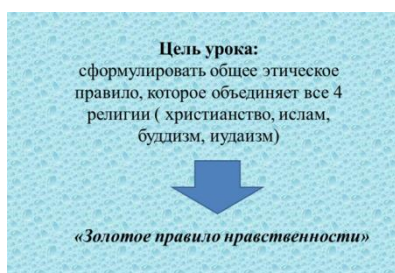 Цель урока:
сформулировать общее этическое
правило, которое объединяет все 4
религии ( христианство, ислам,
буддизм, иудаизм)
«Золотое правило нравственности»